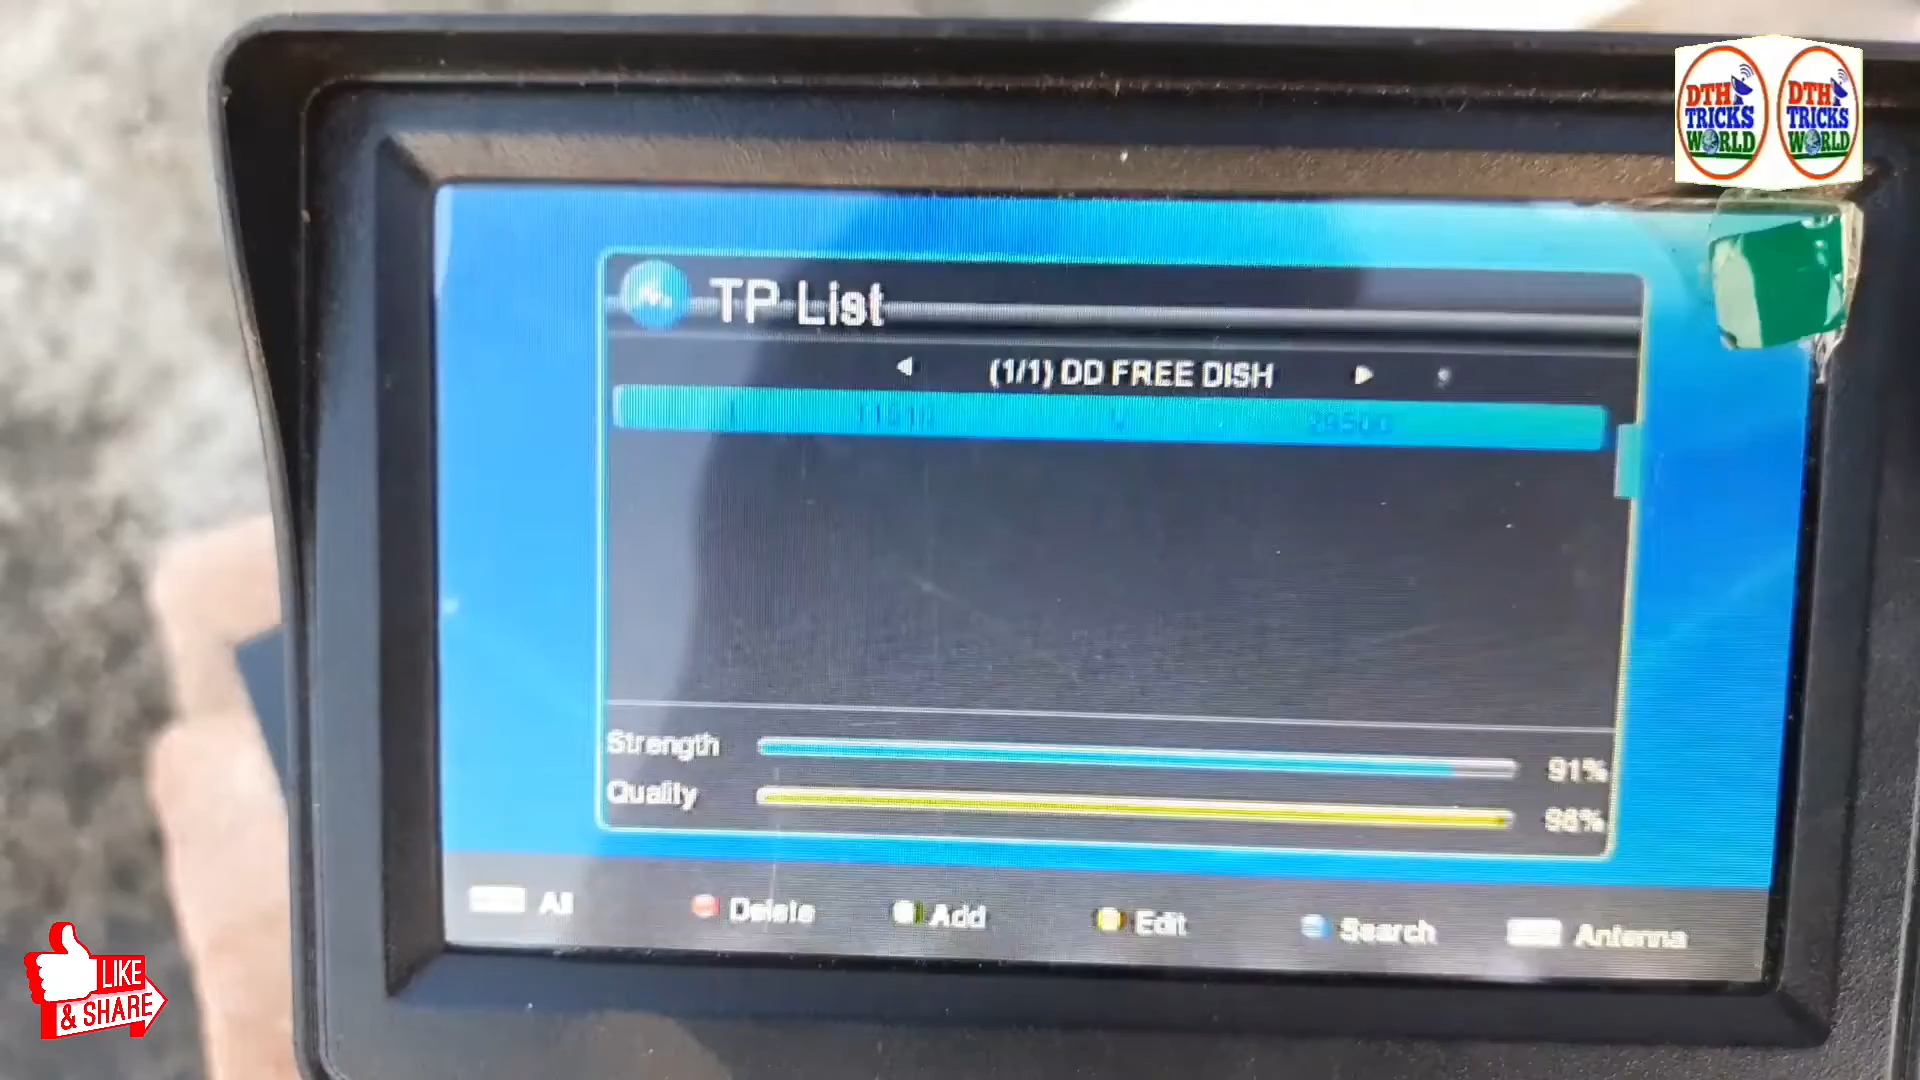 DTH TRICKS WORLD
DTH TRICKS WORLD
TP List
(1/1) DD FREE DISH
Strength 91%
Quality
All Delete Add Edit Search Antenna
LIKE
& SHARE